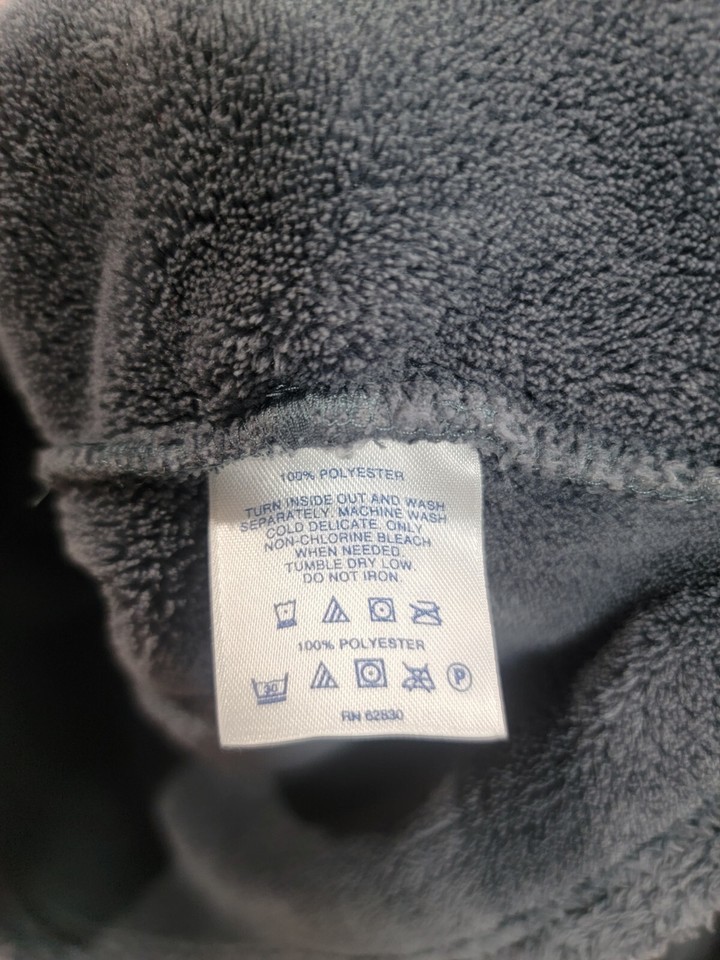 100% POLYESTER
TURN INSIDE OUT AND WASH
SEPARATELY. MACHINE WASH
COLD DELICATE. ONLY
NON-CHLORINE BLEACH
WHEN NEEDED.
TUMBLE DRY LOW.
DO NOT IRON.
100% POLYESTER
30
P
RN 62830